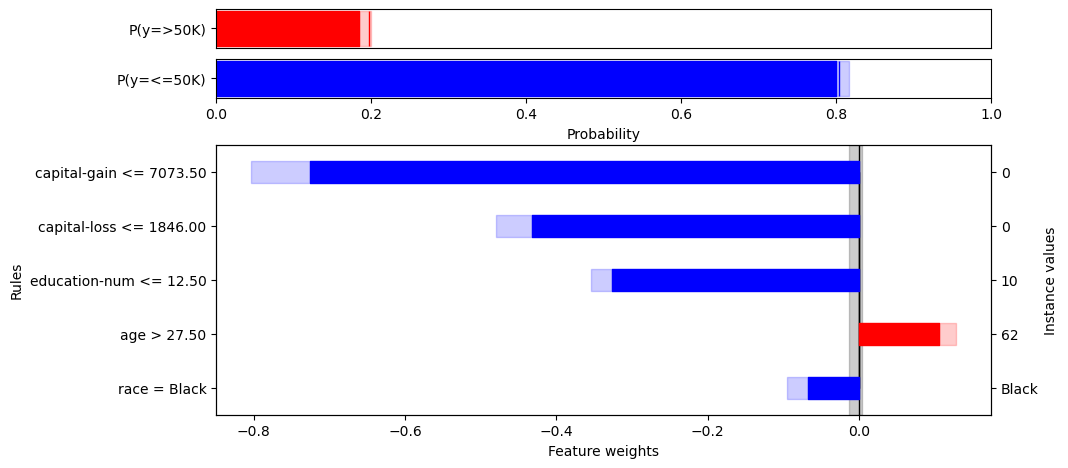 P(y=>50K)
P(y=<=50K)
0.0 0.2 0.4 0.6 0.8 1.0
Probability
capital-gain <= 7073.50 0
capital-loss <= 1846.00 0
education-num <= 12.50 10
age > 27.50 62
race = Black Black
Rules
Instance values
−0.8 −0.6 −0.4 −0.2 0.0
Feature weights